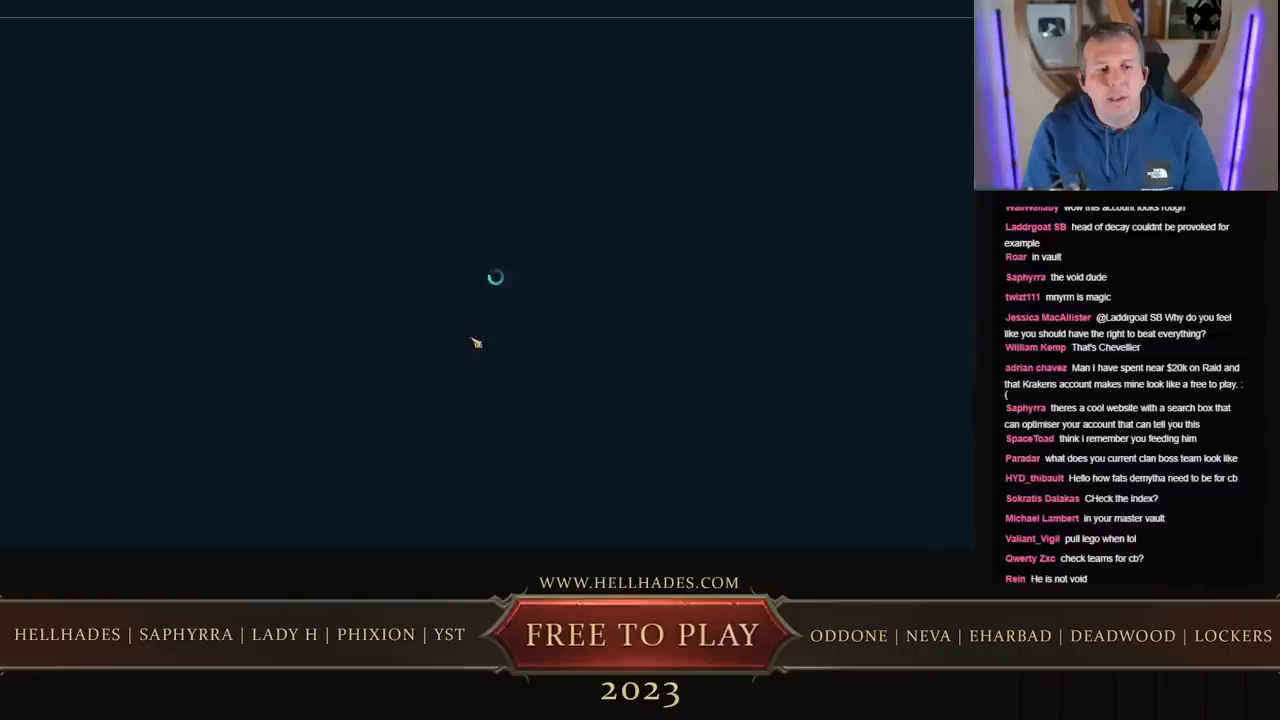 WaliWallaby wow this account looks rough
Laddrgoat SB head of decay couldnt be provoked for
example
Roar in vault
Saphyrra the void dude
twizt111 mnyrm is magic
Jessica MacAllister @Laddrgoat SB Why do you feel
like you should have the right to beat everything?
William Kemp That's Chevellier
adrian chavez Man I have spent near $20k on Raid and
that Krakens account makes mine look like a free to play. :
(
Saphyrra theres a cool website with a search box that
can optimiser your account that can tell you this
SpaceToad think i remember you feeding him
Paradar what does you current clan boss team look like
HYD_thibault Hello how fats demytha need to be for cb
Sokratis Dalakas CHeck the index?
Michael Lambert in your master vault
Valiant_Vigil pull lego when lol
Qwerty Zxc check teams for cb?
Rein He is not void
WWW.HELLHADES.COM
HELLHADES | SAPHYRRA | LADY H | PHIXION | YST
FREE TO PLAY
ODDONE | NEVA | EHARBAD | DEADWOOD | LOCKERS
2023